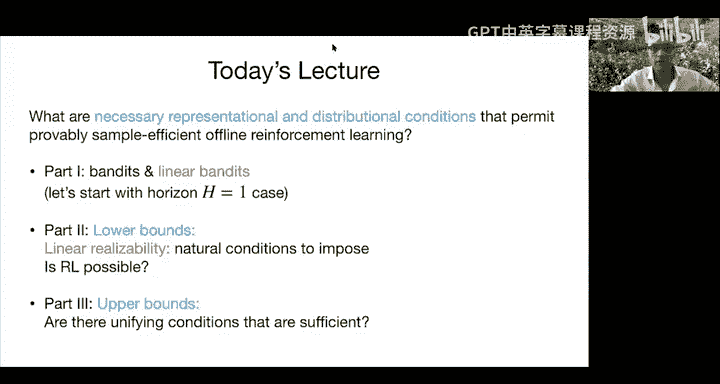 GPT中英字幕课程资源 bilibili
Today's Lecture
What are necessary representational and distributional conditions that permit
provably sample-efficient offline reinforcement learning?
• Part I: bandits & linear bandits
(let's start with horizon H = 1 case)
• Part II: Lower bounds:
Linear realizability: natural conditions to impose
Is RL possible?
• Part III: Upper bounds:
Are there unifying conditions that are sufficient?